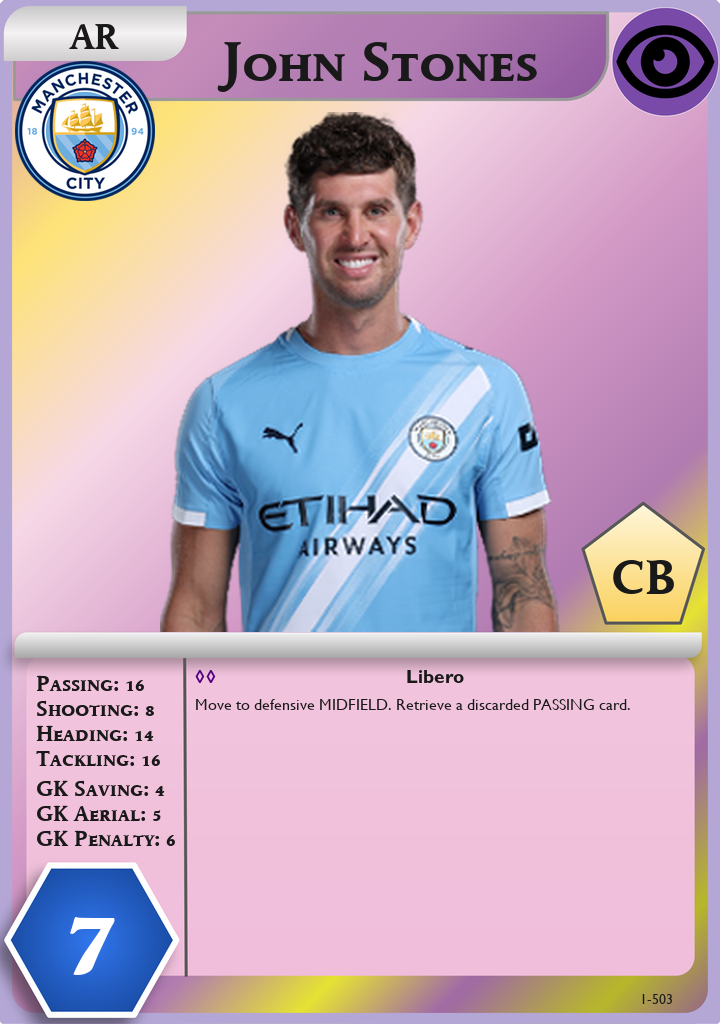 AR
John Stones
MANCHESTER
18 94
CITY
ETIHAD
AIRWAYS
CB
Passing: 16
Shooting: 8
Heading: 14
Tackling: 16
GK Saving: 4
GK Aerial: 5
GK Penalty: 6
◊◊ Libero
Move to defensive MIDFIELD. Retrieve a discarded PASSING card.
7
1-503